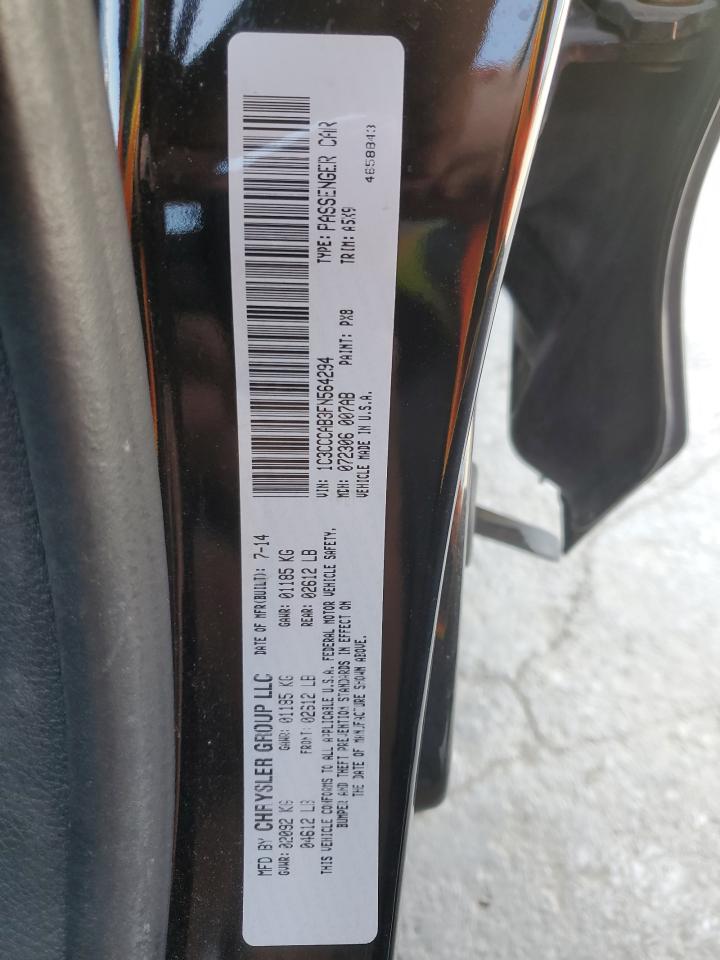 MFD BY CHRYSLER GROUP LLC DATE OF MFR(BUILT): 7-14
GVWR: 02092 KG GAWR: 01185 KG GAWR: 01185 KG
04612 LB FRONT: 02612 LB REAR: 02612 LB
THIS VEHICLE CONFORMS TO ALL APPLICABLE U.S.A. FEDERAL MOTOR VEHICLE SAFETY,
BUMPER AND THEFT PREVENTION STANDARDS IN EFFECT ON
THE DATE OF MANUFACTURE SHOWN ABOVE.
VIN: 1C3CCCAB3FN564294 TYPE: PASSENGER CAR
MDH: 072306 007AB PAINT: PX8 TRIM: A5X9
VEHICLE MADE IN U.S.A.
4658843